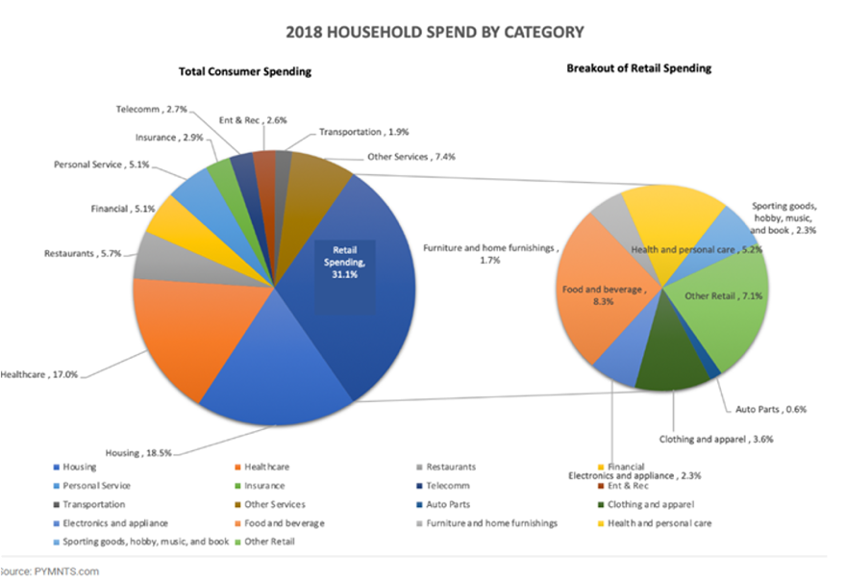 2018 HOUSEHOLD SPEND BY CATEGORY
Total Consumer Spending
Breakout of Retail Spending
Telecomm , 2.7%
Ent & Rec , 2.6%
Transportation , 1.9%
Insurance , 2.9%
Other Services , 7.4%
Personal Service , 5.1%
Financial , 5.1%
Restaurants , 5.7%
Retail
Spending,
31.1%
Healthcare , 17.0%
Housing , 18.5%
Sporting goods,
hobby, music,
and book , 2.3%
Furniture and home furnishings ,
1.7%
Health and personal care , 5.2%
Food and beverage ,
8.3%
Other Retail , 7.1%
Auto Parts , 0.6%
Clothing and apparel , 3.6%
Electronics and appliance , 2.3%
Housing
Healthcare
Restaurants
Financial
Personal Service
Insurance
Telecomm
Ent & Rec
Transportation
Other Services
Auto Parts
Clothing and apparel
Electronics and appliance
Food and beverage
Furniture and home furnishings
Health and personal care
Sporting goods, hobby, music, and book
Other Retail
Source: PYMNTS.com